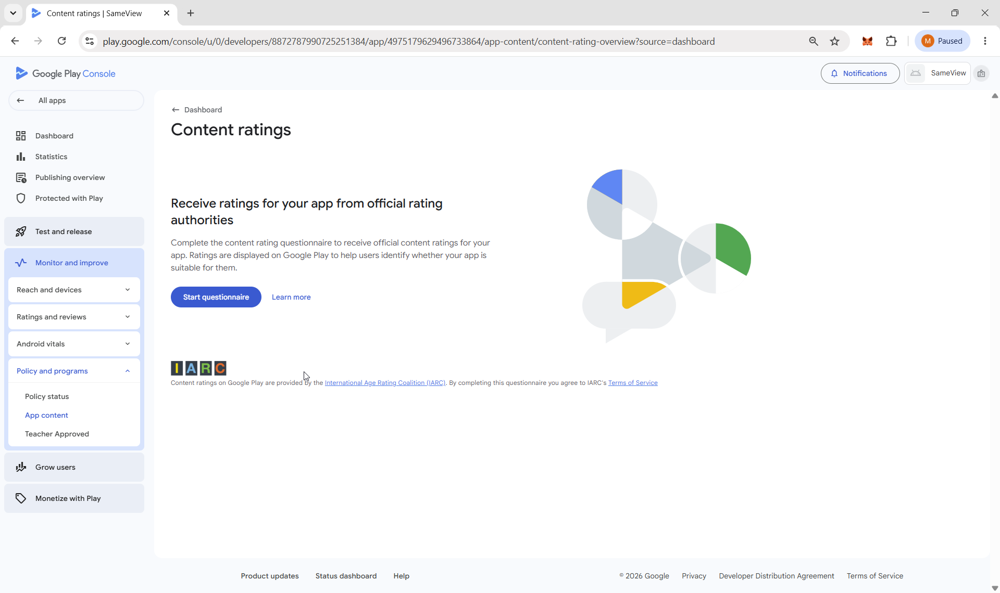 Content ratings | SameView
play.google.com/console/u/0/developers/8872787990725251384/app/4975179629496733864/app-content/content-rating-overview?source=dashboard
M Paused
Google Play Console
Notifications
SameView
All apps
Dashboard
Statistics
Publishing overview
Protected with Play
Test and release
Monitor and improve
Reach and devices
Ratings and reviews
Android vitals
Policy and programs
Policy status
App content
Teacher Approved
Grow users
Monetize with Play
Dashboard
Content ratings
Receive ratings for your app from official rating
authorities
Complete the content rating questionnaire to receive official content ratings for your
app. Ratings are displayed on Google Play to help users identify whether your app is
suitable for them.
Start questionnaire
Learn more
IARC
Content ratings on Google Play are provided by the International Age Rating Coalition (IARC). By completing this questionnaire you agree to IARC's Terms of Service
Product updates
Status dashboard
Help
© 2026 Google
Privacy
Developer Distribution Agreement
Terms of Service